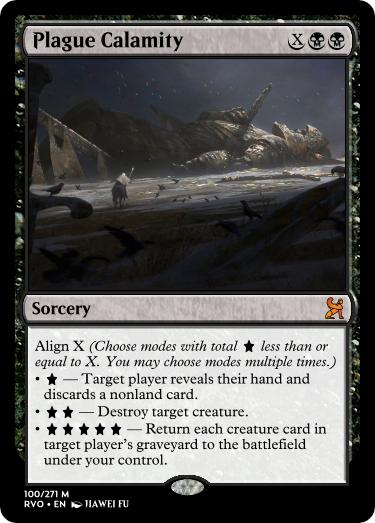 Plague Calamity X
Sorcery
Align X (Choose modes with total ★ less than or
equal to X. You may choose modes multiple times.)
• ★ — Target player reveals their hand and
discards a nonland card.
• ★ ★ — Destroy target creature.
• ★ ★ ★ ★ ★ — Return each creature card in
target player's graveyard to the battlefield
under your control.
100/271 M
RVO • EN JIAWEI FU